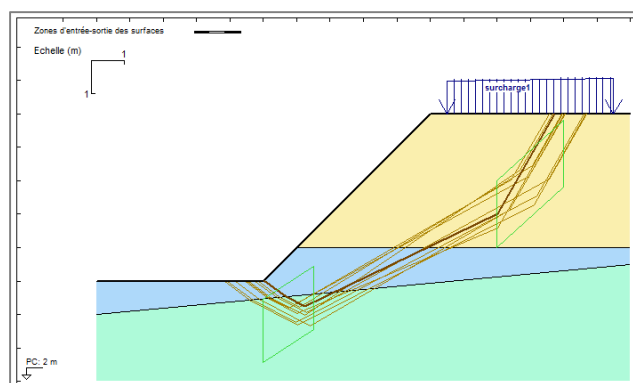 Zones d'entrée-sortie des surfaces
Echelle (m)
1
1
surcharge1
PC: 2 m